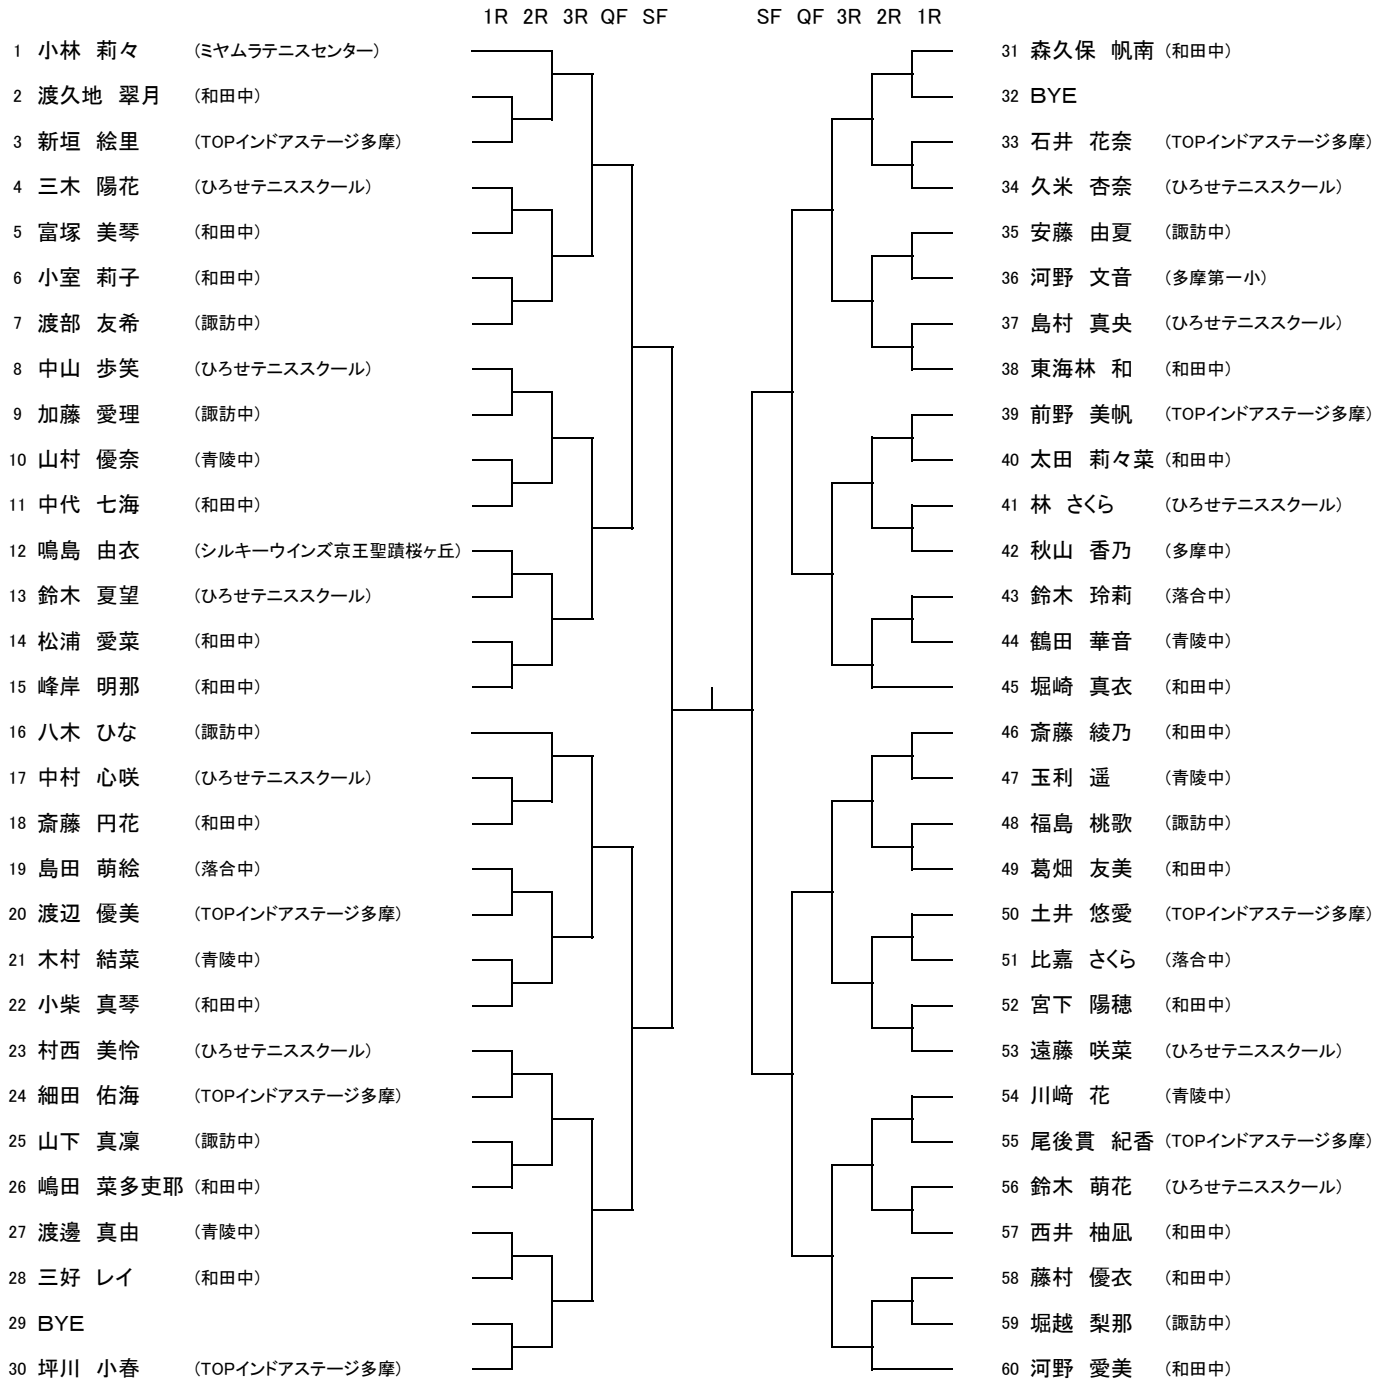 1R 2R 3R QF SF SF QF 3R 2R 1R
1 小林 莉々 (ミヤムラテニスセンター)
2 渡久地 翠月 (和田中)
3 新垣 絵里 (TOPインドアステージ多摩)
4 三木 陽花 (ひろせテニススクール)
5 富塚 美琴 (和田中)
6 小室 莉子 (和田中)
7 渡部 友希 (諏訪中)
8 中山 歩笑 (ひろせテニススクール)
9 加藤 愛理 (諏訪中)
10 山村 優奈 (青陵中)
11 中代 七海 (和田中)
12 鳴島 由衣 (シルキーウインズ京王聖蹟桜ヶ丘)
13 鈴木 夏望 (ひろせテニススクール)
14 松浦 愛菜 (和田中)
15 峰岸 明那 (和田中)
16 八木 ひな (諏訪中)
17 中村 心咲 (ひろせテニススクール)
18 斎藤 円花 (和田中)
19 島田 萌絵 (落合中)
20 渡辺 優美 (TOPインドアステージ多摩)
21 木村 結菜 (青陵中)
22 小柴 真琴 (和田中)
23 村西 美怜 (ひろせテニススクール)
24 細田 佑海 (TOPインドアステージ多摩)
25 山下 真凜 (諏訪中)
26 嶋田 菜多吏耶 (和田中)
27 渡邊 真由 (青陵中)
28 三好 レイ (和田中)
29 BYE
30 坪川 小春 (TOPインドアステージ多摩)
31 森久保 帆南 (和田中)
32 BYE
33 石井 花奈 (TOPインドアステージ多摩)
34 久米 杏奈 (ひろせテニススクール)
35 安藤 由夏 (諏訪中)
36 河野 文音 (多摩第一小)
37 島村 真央 (ひろせテニススクール)
38 東海林 和 (和田中)
39 前野 美帆 (TOPインドアステージ多摩)
40 太田 莉々菜 (和田中)
41 林 さくら (ひろせテニススクール)
42 秋山 香乃 (多摩中)
43 鈴木 玲莉 (落合中)
44 鶴田 華音 (青陵中)
45 堀崎 真衣 (和田中)
46 斎藤 綾乃 (和田中)
47 玉利 遥 (青陵中)
48 福島 桃歌 (諏訪中)
49 葛畑 友美 (和田中)
50 土井 悠愛 (TOPインドアステージ多摩)
51 比嘉 さくら (落合中)
52 宮下 陽穂 (和田中)
53 遠藤 咲菜 (ひろせテニススクール)
54 川﨑 花 (青陵中)
55 尾後貫 紀香 (TOPインドアステージ多摩)
56 鈴木 萌花 (ひろせテニススクール)
57 西井 柚凪 (和田中)
58 藤村 優衣 (和田中)
59 堀越 梨那 (諏訪中)
60 河野 愛美 (和田中)